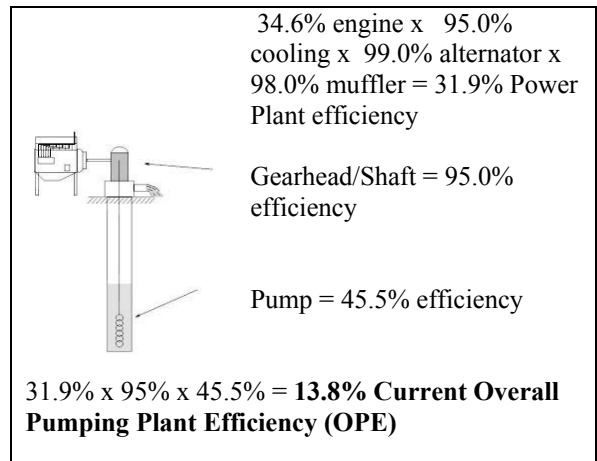 34.6% engine x 95.0%
cooling x 99.0% alternator x
98.0% muffler = 31.9% Power
Plant efficiency
Gearhead/Shaft = 95.0%
efficiency
Pump = 45.5% efficiency
31.9% x 95% x 45.5% = 13.8% Current Overall
Pumping Plant Efficiency (OPE)